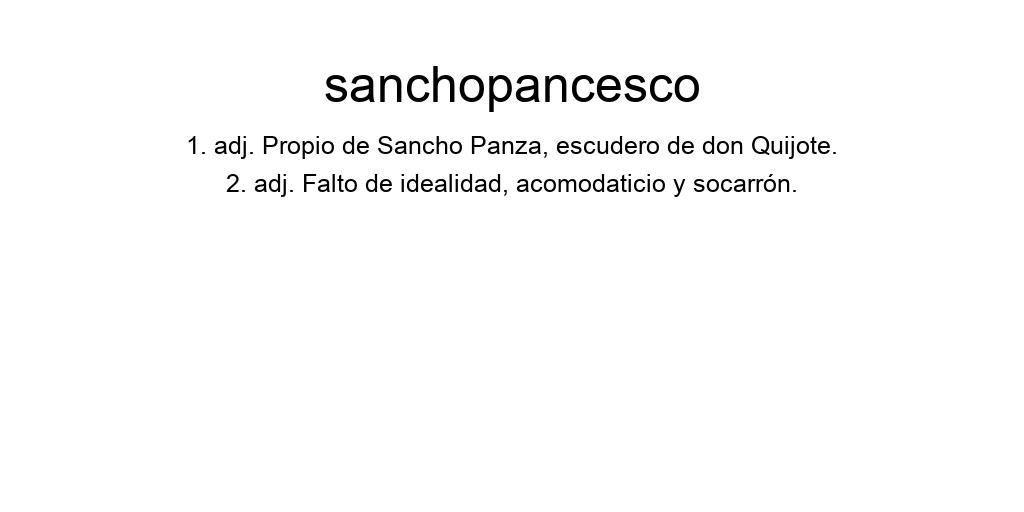 sanchopancesco
1. adj. Propio de Sancho Panza, escudero de don Quijote.
2. adj. Falto de idealidad, acomodaticio y socarrón.